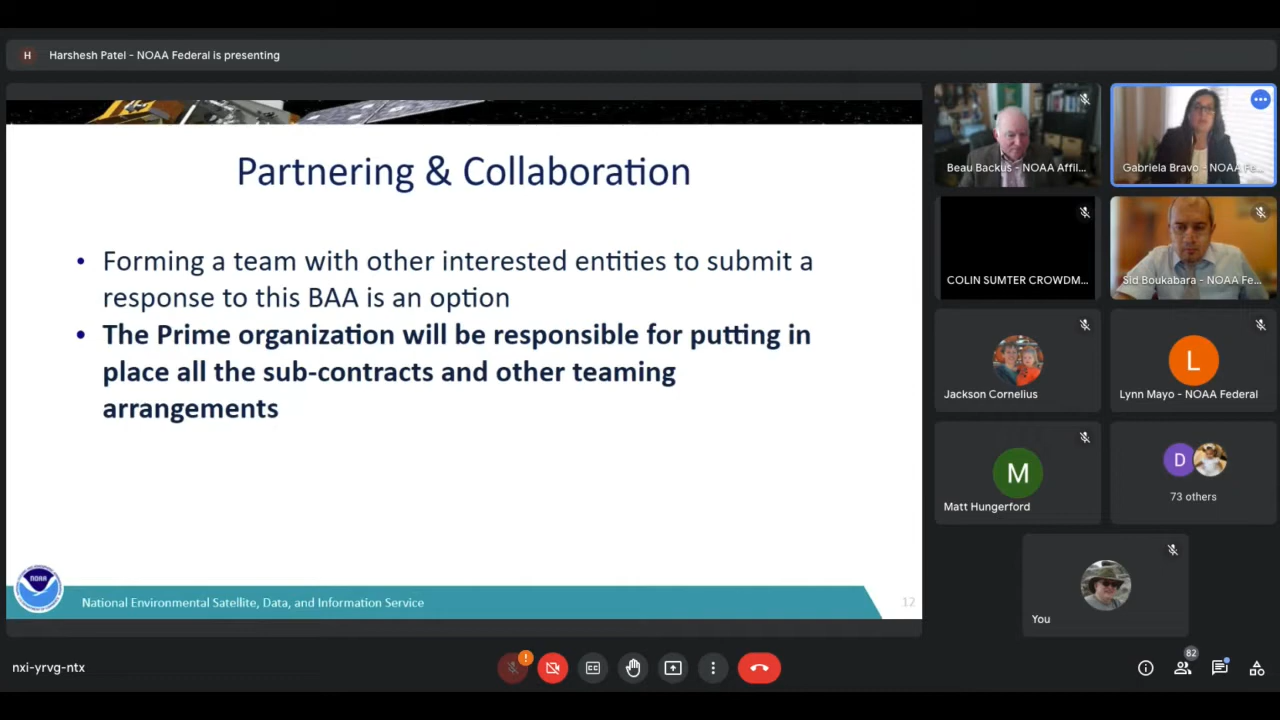 H Harshesh Patel - NOAA Federal is presenting
Partnering & Collaboration
• Forming a team with other interested entities to submit a
response to this BAA is an option
• The Prime organization will be responsible for putting in
place all the sub-contracts and other teaming
arrangements
NOAA
National Environmental Satellite, Data, and Information Service
12
Beau Backus - NOAA Affil...
Gabriela Bravo - NOAA Fe...
COLIN SUMTER CROWDM...
Sid Boukabara - NOAA Fe...
Jackson Cornelius
L
Lynn Mayo - NOAA Federal
M
Matt Hungerford
D
73 others
You
nxi-yrvg-ntx
!
CC
82